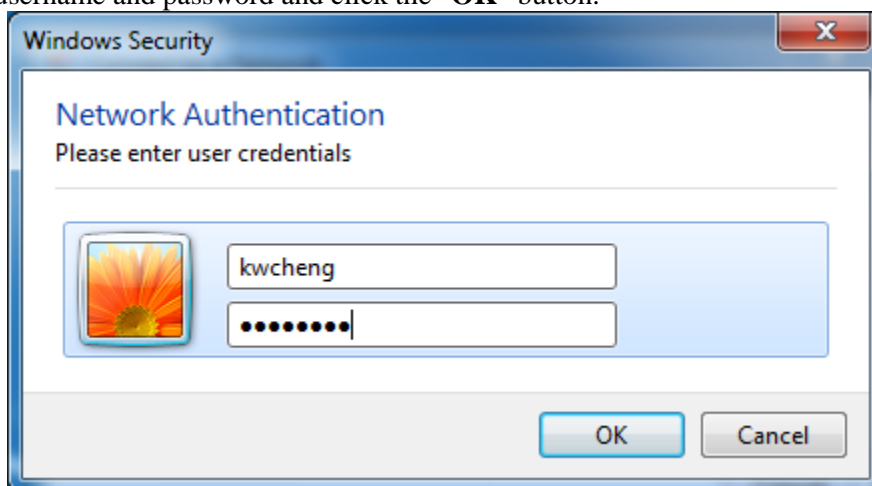 username and password and click the "OK" button.
Windows Security
Network Authentication
Please enter user credentials
kwcheng
●●●●●●●●
OK Cancel